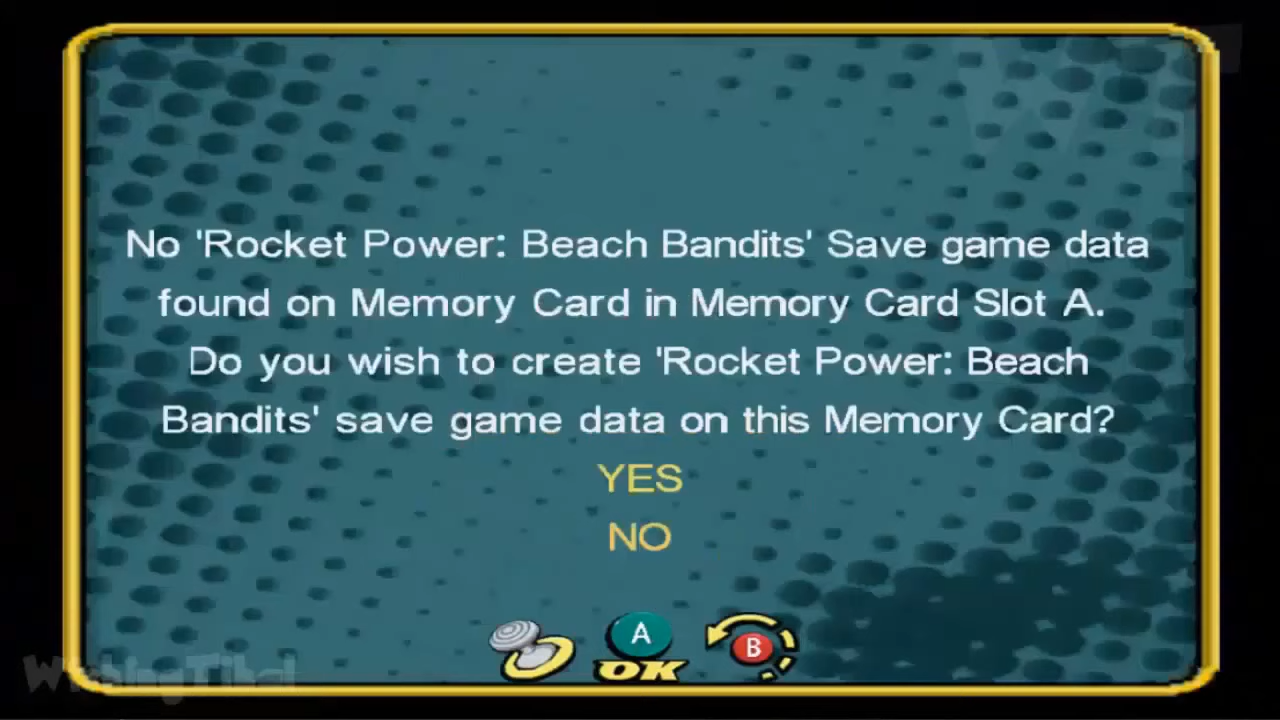 No 'Rocket Power: Beach Bandits' Save game data
found on Memory Card in Memory Card Slot A.
Do you wish to create 'Rocket Power: Beach
Bandits' save game data on this Memory Card?
YES
NO
A
OK
B